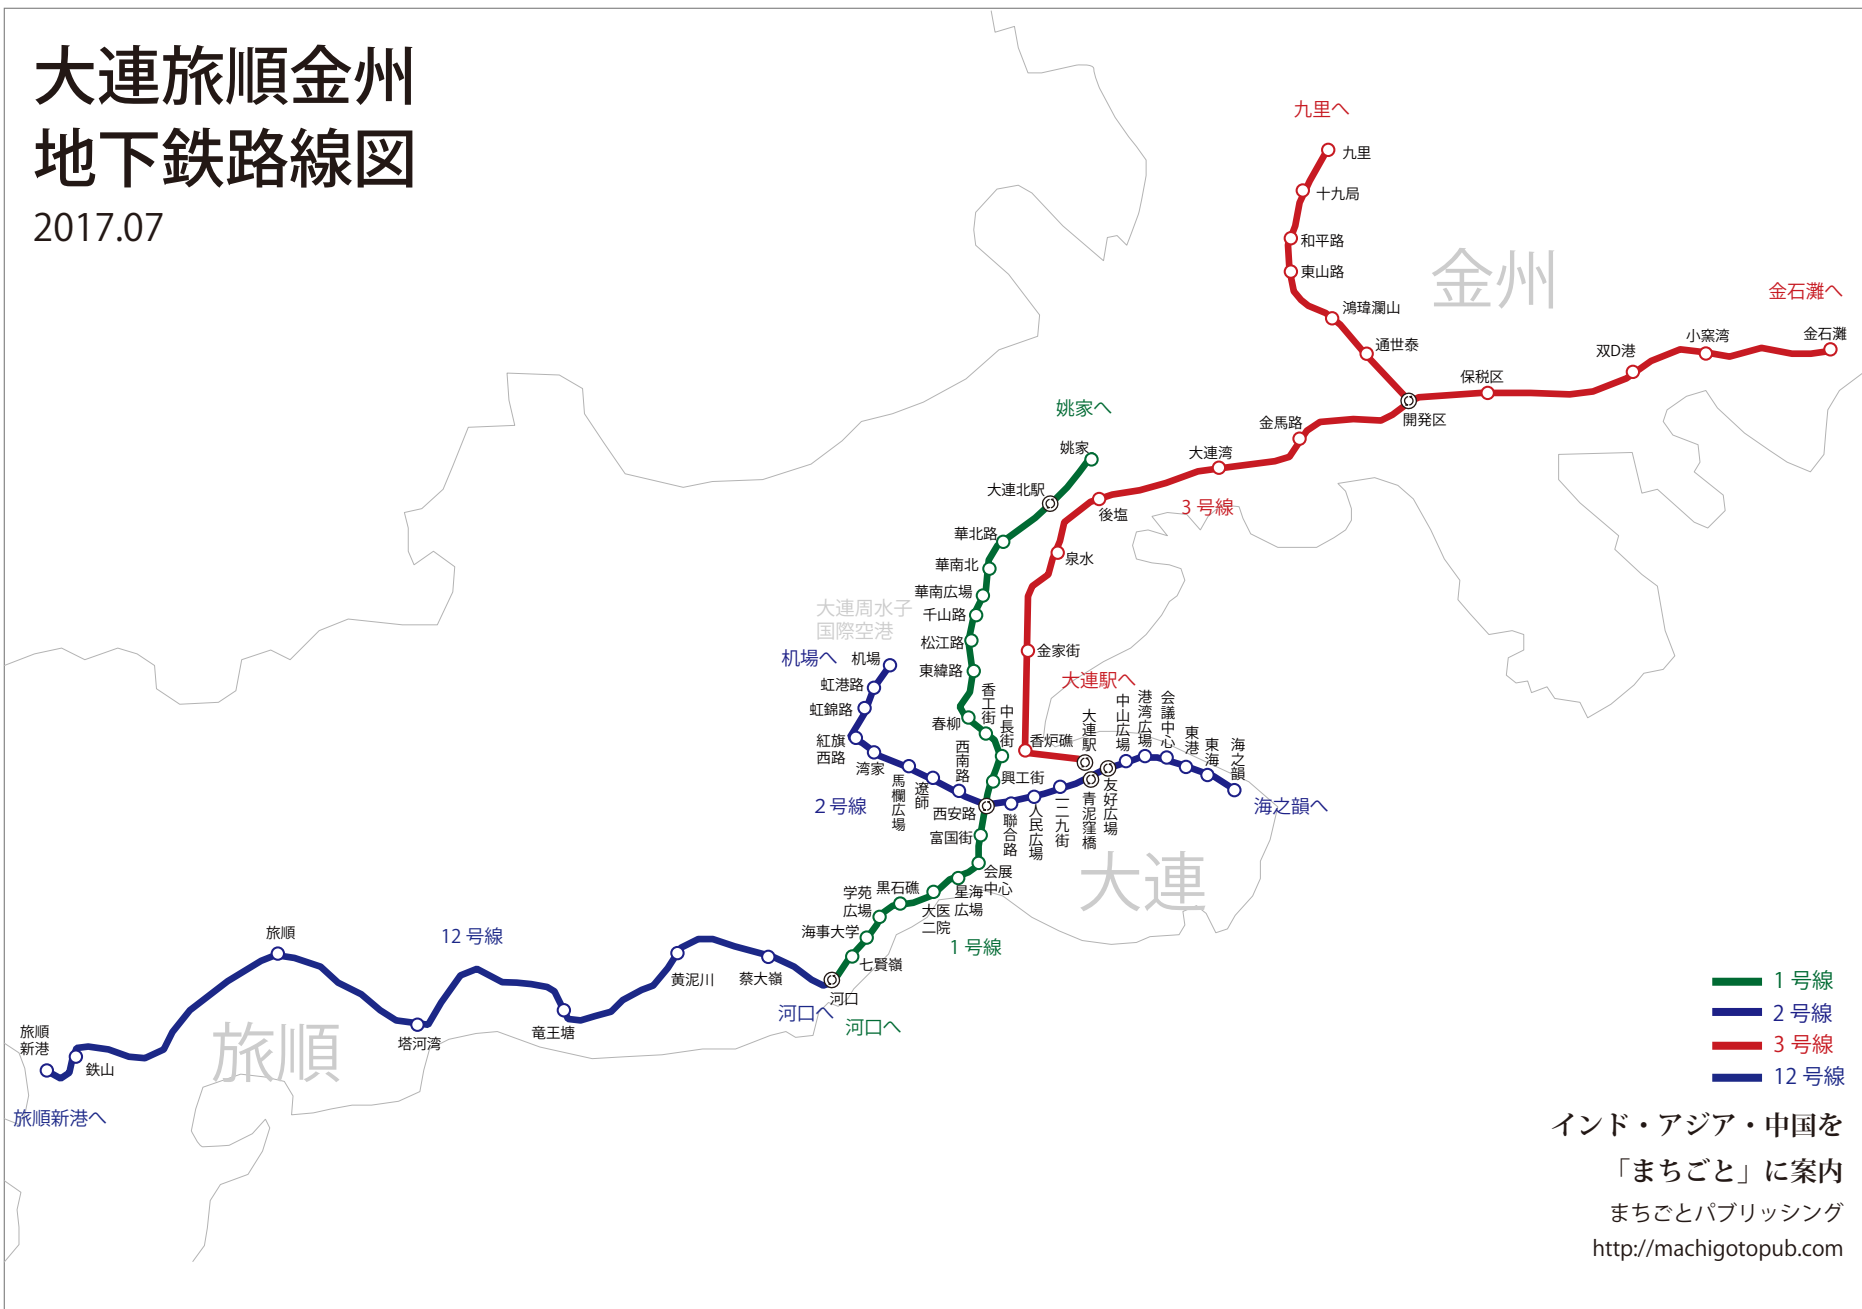 大連旅順金州
地下鉄路線図
2017.07
九里へ
九里
十九局
和平路
東山路
鴻瑋瀾山
通世泰
金州
金石灘へ
金石灘
小窯湾
双D港
保税区
開発区
金馬路
大連湾
3 号線
後塩
泉水
金家街
大連駅へ
香炉礁
大連駅
姚家へ
姚家
大連北駅
華北路
華南北
華南広場
千山路
松江路
東緯路
春柳
香工街
中長街
興工街
西安路
富国街
会展
中心
星海
広場
大医
二院
黒石礁
学苑
広場
海事大学
七賢嶺
河口
1 号線
河口へ
河口へ
大連周水子
国際空港
机場へ
机場
虹港路
虹錦路
紅旗
西路
湾家
馬欄広場
遼師
西南路
2 号線
聯合路
人民広場
一二九街
青泥窪橋
友好広場
中山広場
港湾広場
会議中心
東港
東海
海之韻
海之韻へ
大連
12 号線
蔡大嶺
黄泥川
竜王塘
塔河湾
旅順
旅順
鉄山
旅順
新港
旅順新港へ
1 号線
2 号線
3 号線
12 号線
インド・アジア・中国を
「まちごと」に案内
まちごとパブリッシング
http://machigotopub.com